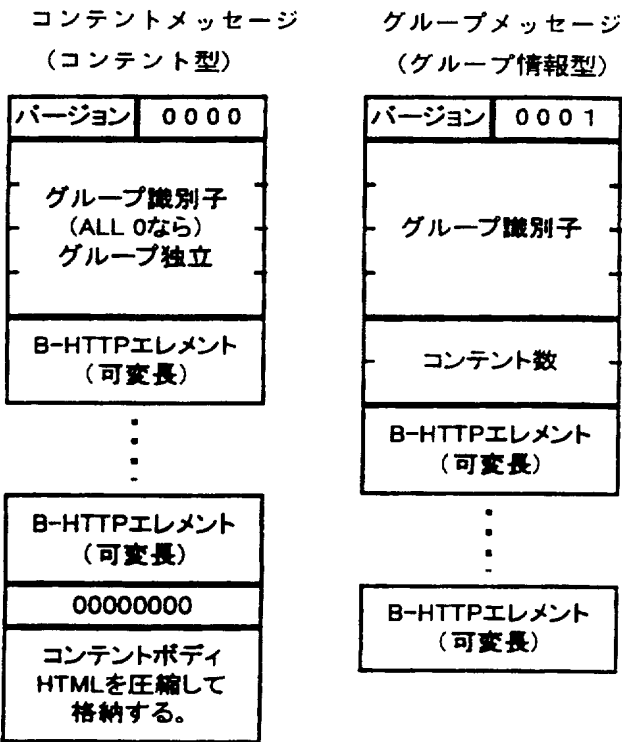 コンテントメッセージ
（コンテント型）
バージョン 0000
グループ識別子
(ALL 0なら)
グループ独立
B-HTTPエレメント
（可変長）
B-HTTPエレメント
（可変長）
00000000
コンテントボディ
HTMLを圧縮して
格納する。
グループメッセージ
（グループ情報型）
バージョン 0001
グループ識別子
コンテント数
B-HTTPエレメント
（可変長）
B-HTTPエレメント
（可変長）